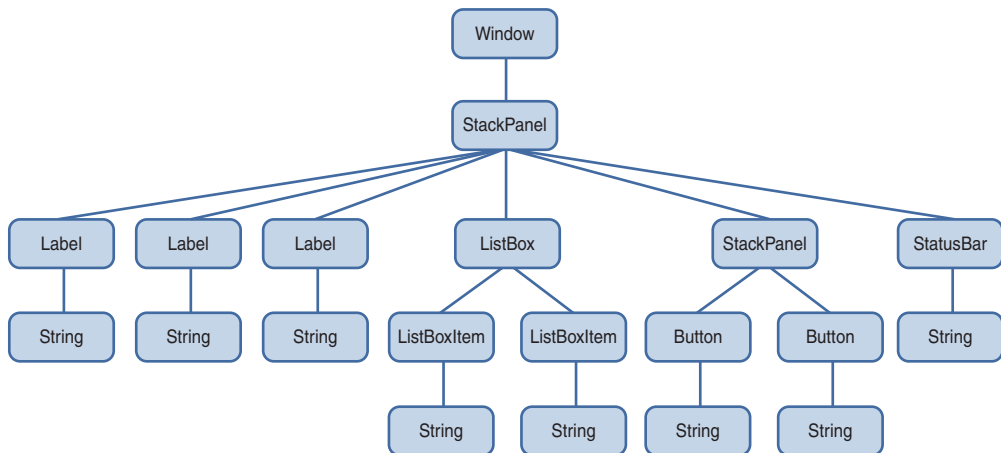 Window
StackPanel
Label
Label
Label
ListBox
StackPanel
StatusBar
String
String
String
ListBoxItem
ListBoxItem
Button
Button
String
String
String
String
String